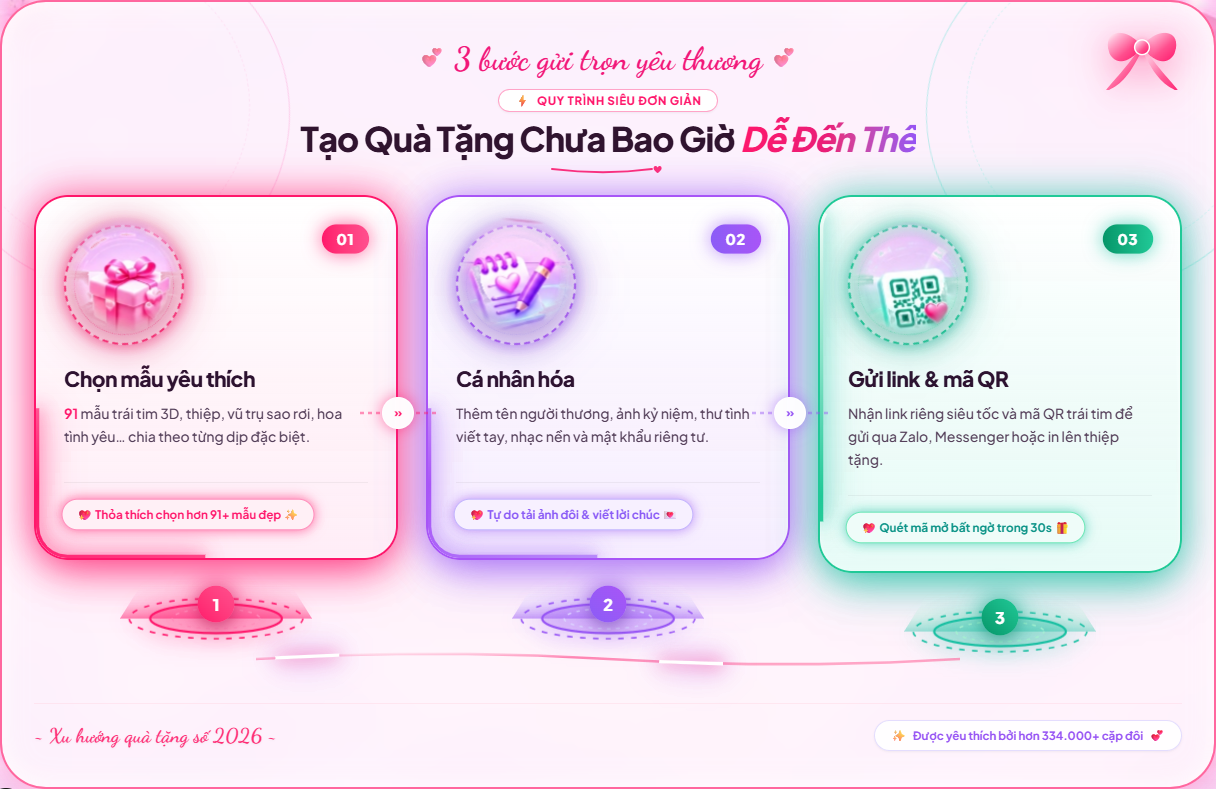 3 bước gửi trọn yêu thương
QUY TRÌNH SIÊU ĐƠN GIẢN
Tạo Quà Tặng Chưa Bao Giờ Dễ Đến Thế
01
Chọn mẫu yêu thích
91 mẫu trái tim 3D, thiệp, vũ trụ sao rơi, hoa
tình yêu... chia theo từng dịp đặc biệt.
Thỏa thích chọn hơn 91+ mẫu đẹp
1
»
02
Cá nhân hóa
Thêm tên người thương, ảnh kỷ niệm, thư tình
viết tay, nhạc nền và mật khẩu riêng tư.
Tự do tải ảnh đôi & viết lời chúc
2
»
03
Gửi link & mã QR
Nhận link riêng siêu tốc và mã QR trái tim để
gửi qua Zalo, Messenger hoặc in lên thiệp
tặng.
Quét mã mở bất ngờ trong 30s
3
~ Xu hướng quà tặng số 2026 ~
Được yêu thích bởi hơn 334.000+ cặp đôi